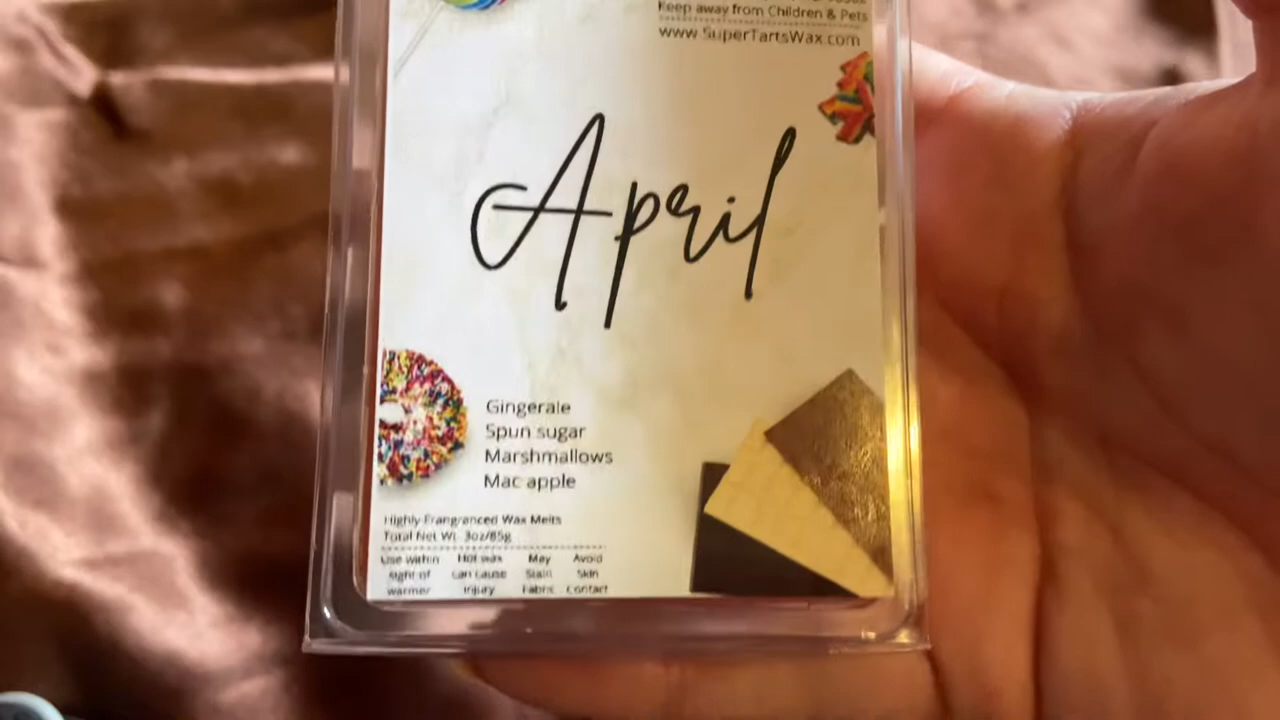 Keep away from Children & Pets
www.SuperTartsWax.com
April
Gingerale
Spun sugar
Marshmallows
Mac apple
Highly Frangranced Wax Melts
Total Net Wt. 3oz/85g
Use within sight of warmer
Hot wax can cause injury
May Stain Fabric
Avoid Skin Contact